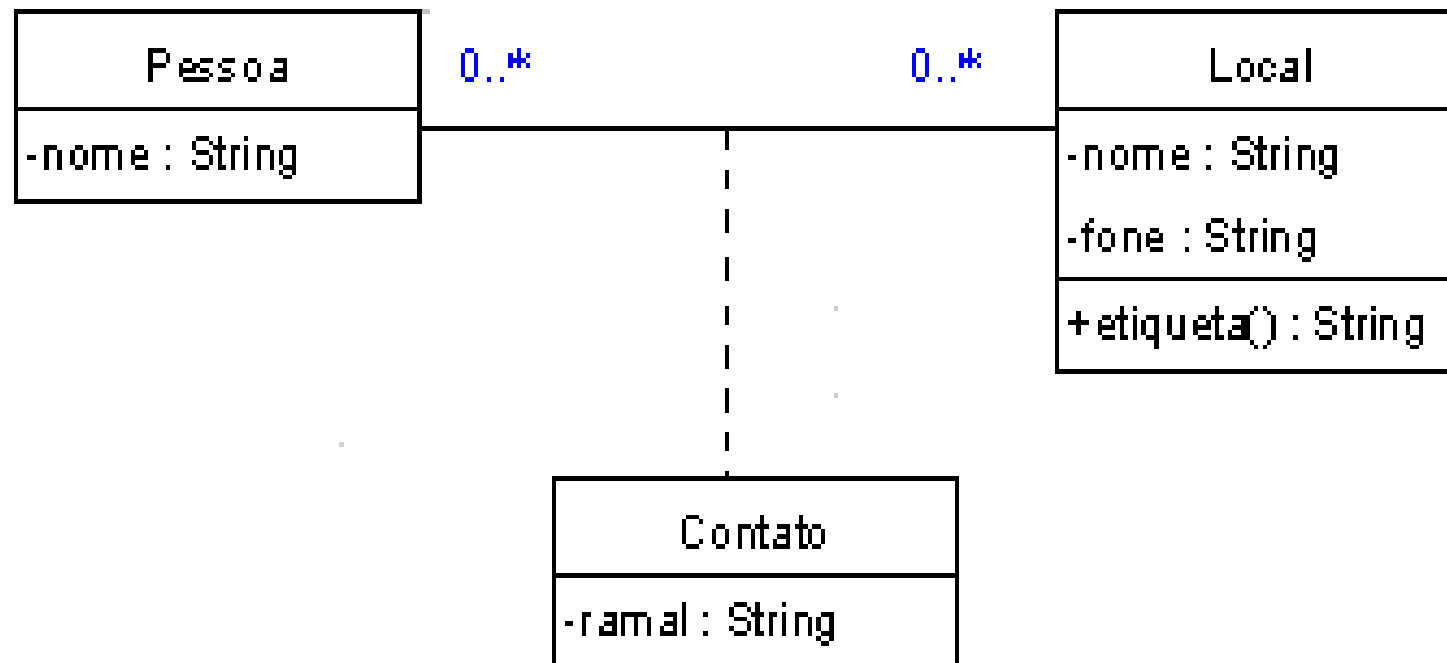 Pessoa
0..*
0..*
Local
-nome : String
-nome : String
-fone : String
+etiqueta() : String
Contato
-ramal : String